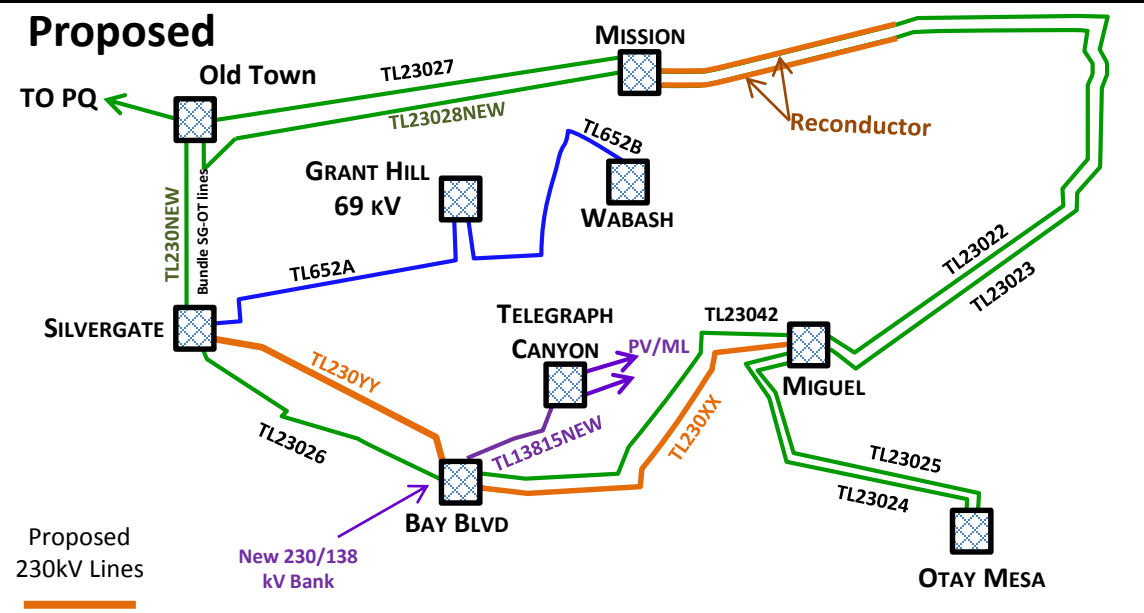 Proposed
MISSION
Old Town
TL23027
TO PQ
TL23028NEW
Reconductor
TL652B
GRANT HILL
69 KV
WABASH
TL230NEW
Bundle SG-OT lines
TL23022
TL23023
TL652A
SILVERGATE
TELEGRAPH
CANYON
TL23042
PV/ML
MIGUEL
TL230YY
TL230XX
TL13815NEW
TL23026
TL23025
TL23024
BAY BLVD
OTAY MESA
Proposed
230kV Lines
New 230/138
kV Bank